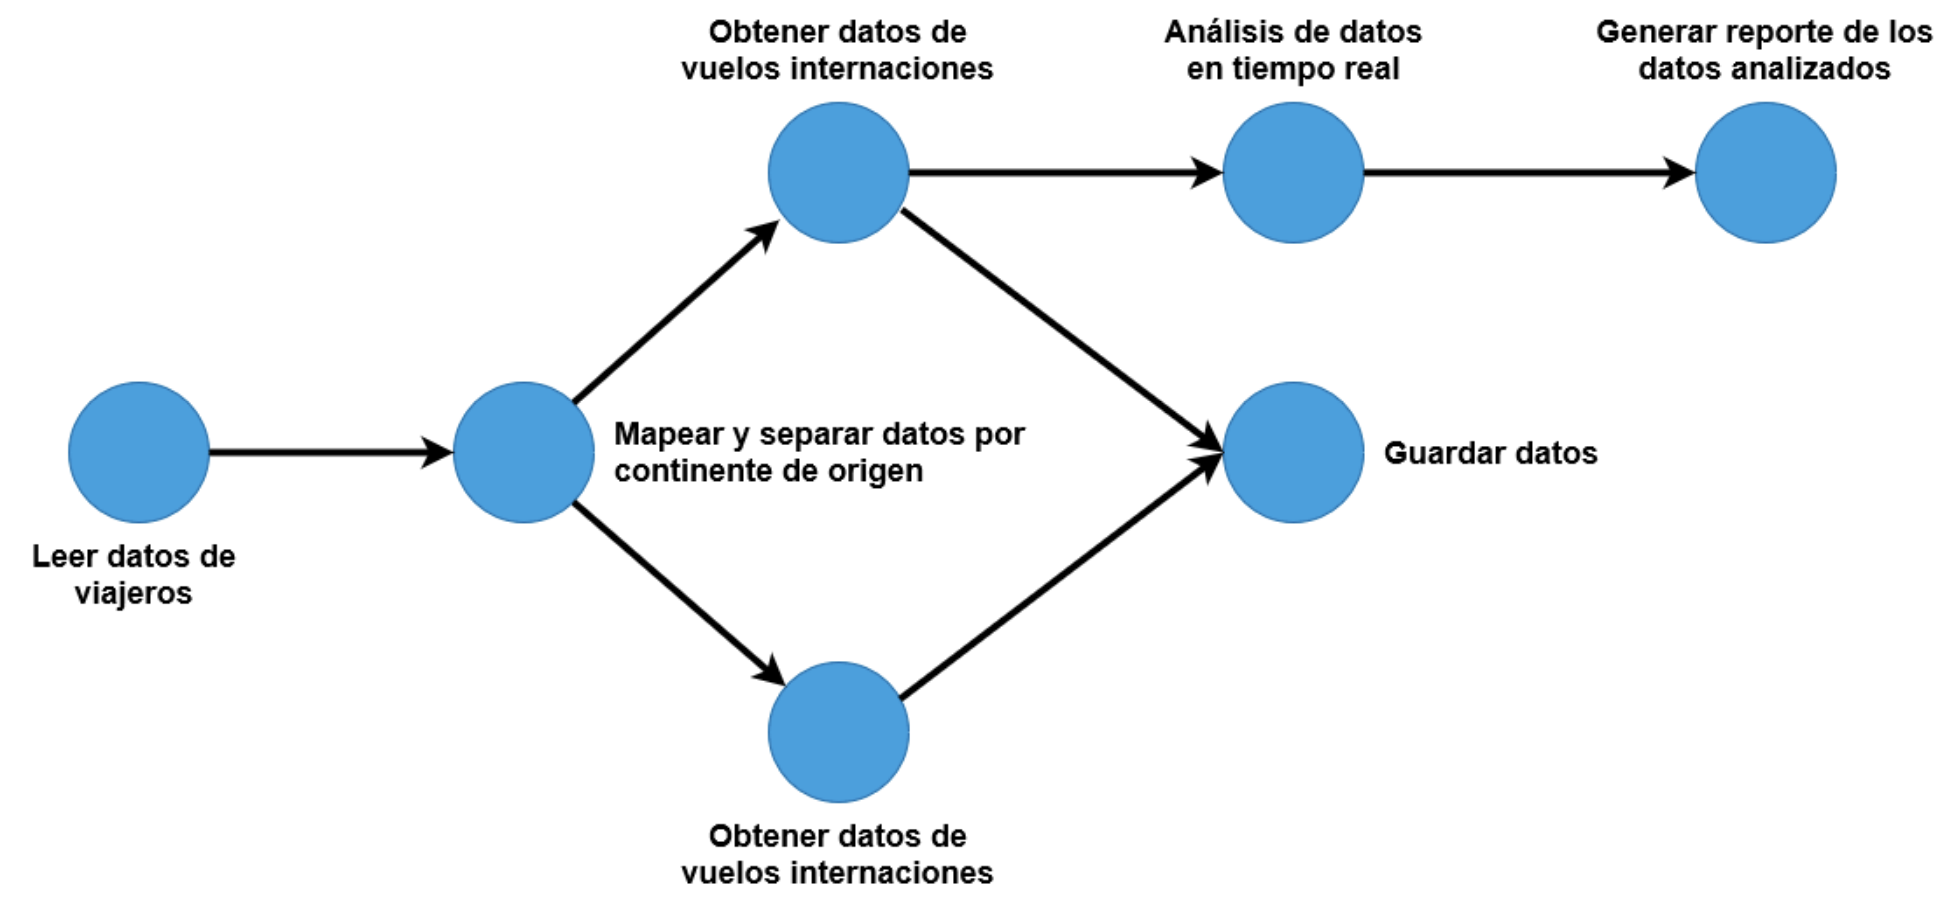 Obtener datos de
vuelos internaciones
Análisis de datos
en tiempo real
Generar reporte de los
datos analizados
Mapear y separar datos por
continente de origen
Guardar datos
Leer datos de
viajeros
Obtener datos de
vuelos internaciones